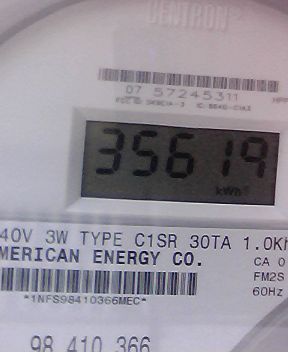 CENTRON
07 57245311
35619
kWh
40V 3W TYPE C1SR 30TA 1.0Kh
MERICAN ENERGY CO.
CA 0
FM2S
60Hz
*1NFS98410366MEC*
98 410 366